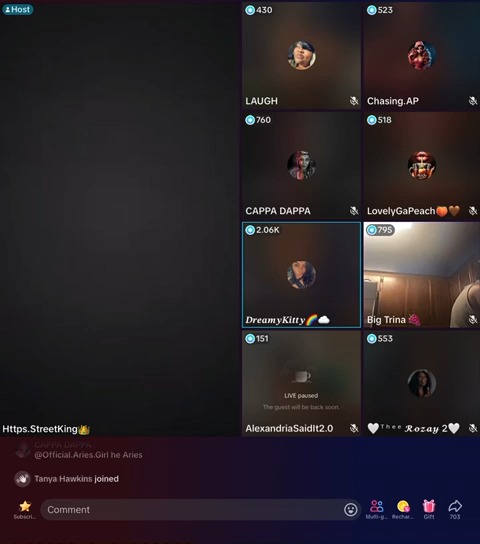 Host
430
LAUGH
523
Chasing.AP
760
CAPPA DAPPA
518
LovelyGaPeach🍑🤎
2.06K
DreamyKitty🌈☁️
795
Big Trina 🍇
151
LIVE paused
The guest will be back soon.
AlexandriaSaidIt2.0
553
🤍ᵀʰᵉᵉ 𝓡𝓸𝔃𝓪𝔂 2🤍
Https.StreetKing👑
CAPPA DAPPA
@Official.Aries.Girl he Aries
Tanya Hawkins joined
Subscri...
Comment
Multi-g...
Rechar...
Gift
703